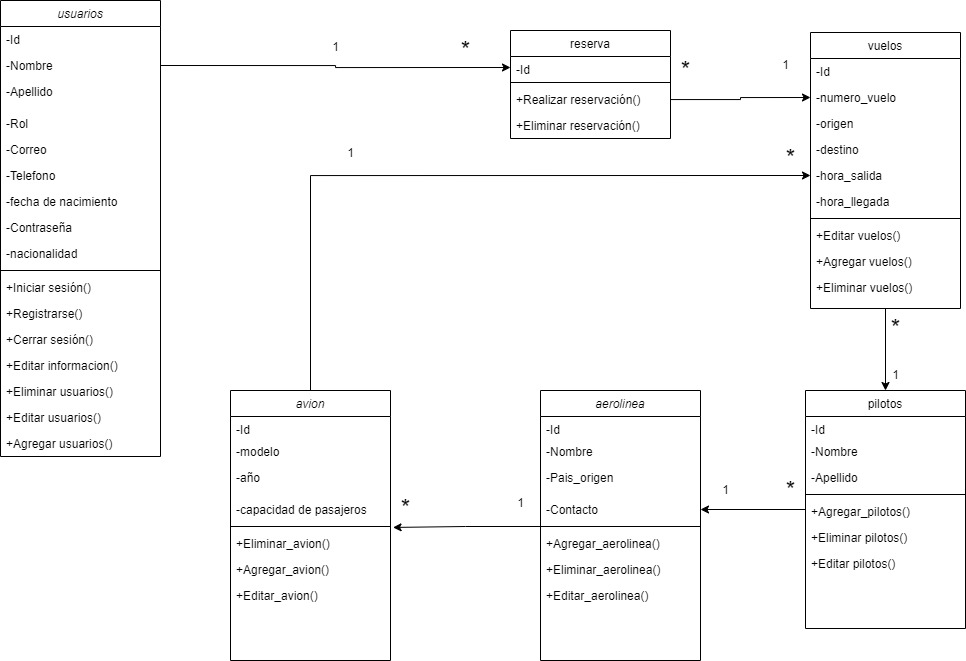 usuarios
-Id
-Nombre
-Apellido
-Rol
-Correo
-Telefono
-fecha de nacimiento
-Contraseña
-nacionalidad
+Iniciar sesión()
+Registrarse()
+Cerrar sesión()
+Editar informacion()
+Eliminar usuarios()
+Editar usuarios()
+Agregar usuarios()
1
*
reserva
-Id
+Realizar reservación()
+Eliminar reservación()
*
1
vuelos
-Id
-numero_vuelo
-origen
-destino
-hora_salida
-hora_llegada
+Editar vuelos()
+Agregar vuelos()
+Eliminar vuelos()
1
*
*
1
avion
-Id
-modelo
-año
-capacidad de pasajeros
+Eliminar_avion()
+Agregar_avion()
+Editar_avion()
*
1
aerolinea
-Id
-Nombre
-Pais_origen
-Contacto
+Agregar_aerolinea()
+Eliminar_aerolinea()
+Editar_aerolinea()
1
*
pilotos
-Id
-Nombre
-Apellido
+Agregar_pilotos()
+Eliminar pilotos()
+Editar pilotos()